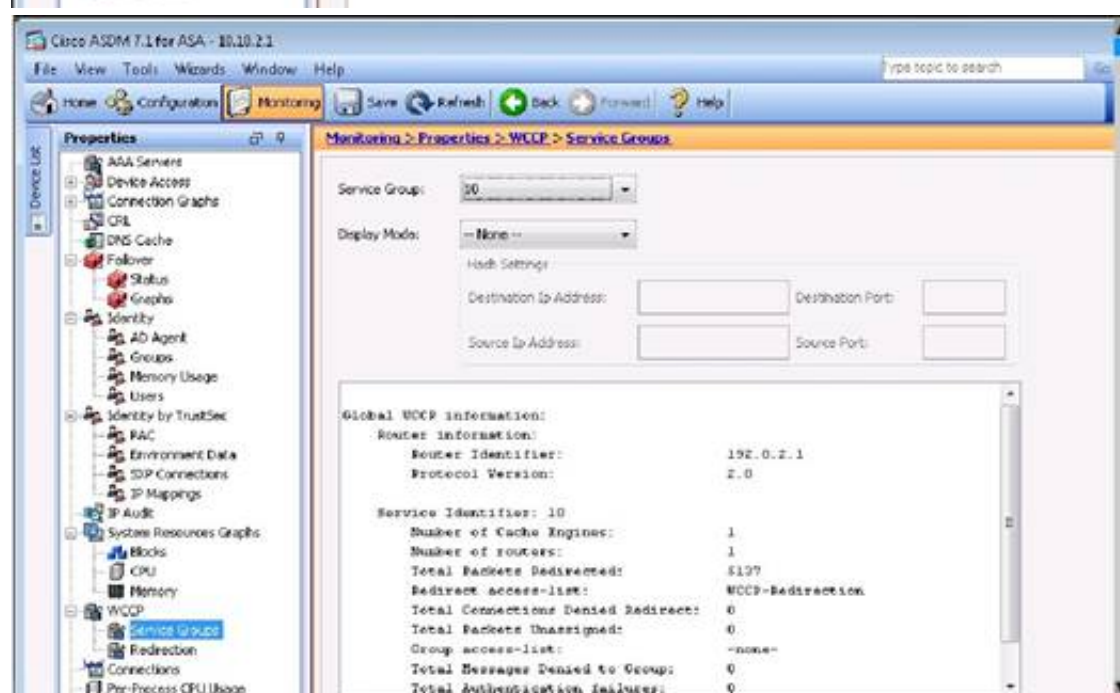 Cisco ASDM 7.1 for ASA - 10.10.2.1
File View Tools Wizards Window Help
Type topic to search
Go
Home Configuration Monitoring Save Refresh Back Forward Help
Device List
Properties
AAA Servers
Device Access
Connection Graphs
CRL
DNS Cache
Failover
Status
Graphs
Identity
AD Agent
Groups
Memory Usage
Users
Identity by TrustSec
PAC
Environment Data
SXP Connections
IP Mappings
IP Audit
System Resources Graphs
Blocks
CPU
Memory
WCCP
Service Groups
Redirection
Connections
Per-Process CPU Usage
Monitoring > Properties > WCCP > Service Groups
Service Group:
Display Mode: -- None --
Hash Settings
Destination Ip Address: Destination Port:
Source Ip Address: Source Port:
Global WCCP information:
Router information:
Router Identifier: 192.0.2.1
Protocol Version: 2.0
Service Identifier: 10
Number of Cache Engines: 1
Number of routers: 1
Total Packets Redirected:
Redirect access-list: WCCP-Redirection
Total Connections Denied Redirect: 0
Total Packets Unassigned: 0
Group access-list: -none-
Total Messages Denied to Group: 0
Total Authentication failures: 0